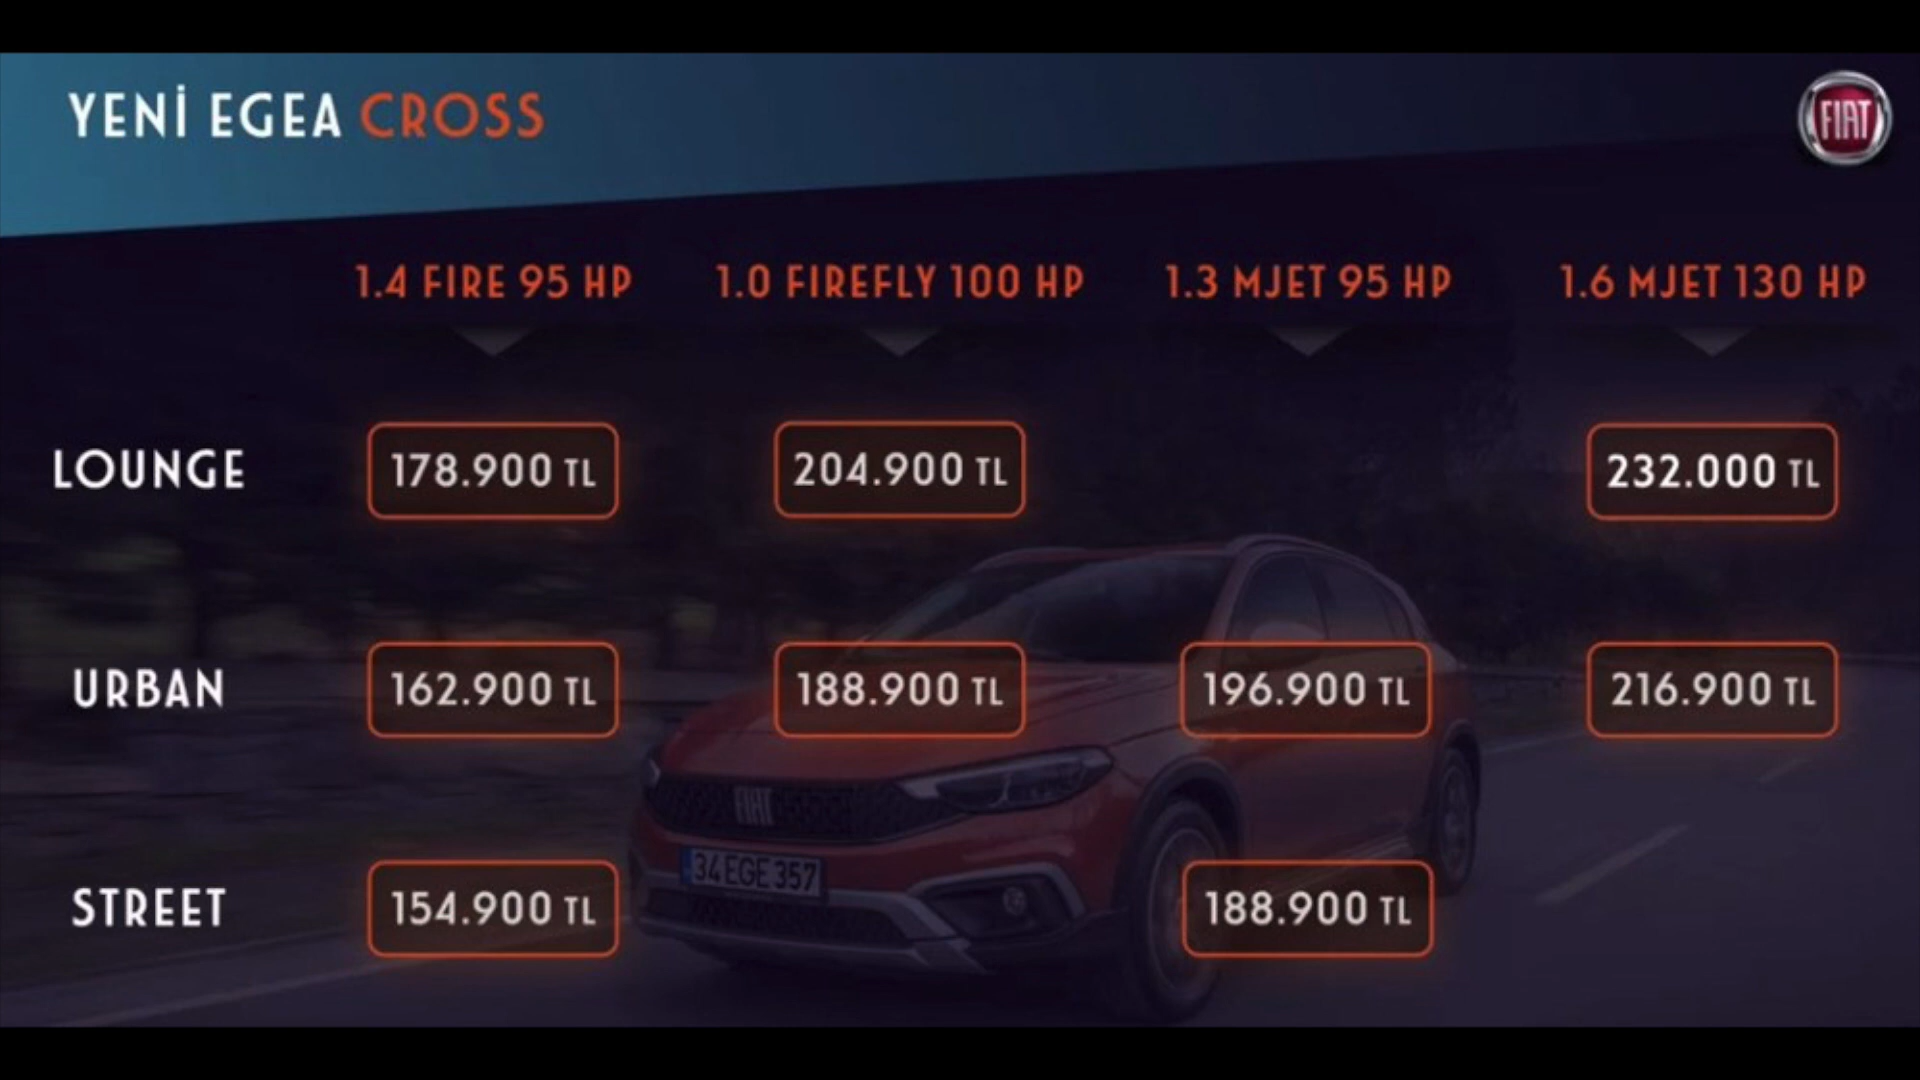 YENİ EGEA CROSS
FIAT
1.4 FIRE 95 HP 1.0 FIREFLY 100 HP 1.3 MJET 95 HP 1.6 MJET 130 HP
LOUNGE 178.900 TL 204.900 TL 232.000 TL
URBAN 162.900 TL 188.900 TL 196.900 TL 216.900 TL
FIAT
34 EGE 357
STREET 154.900 TL 188.900 TL